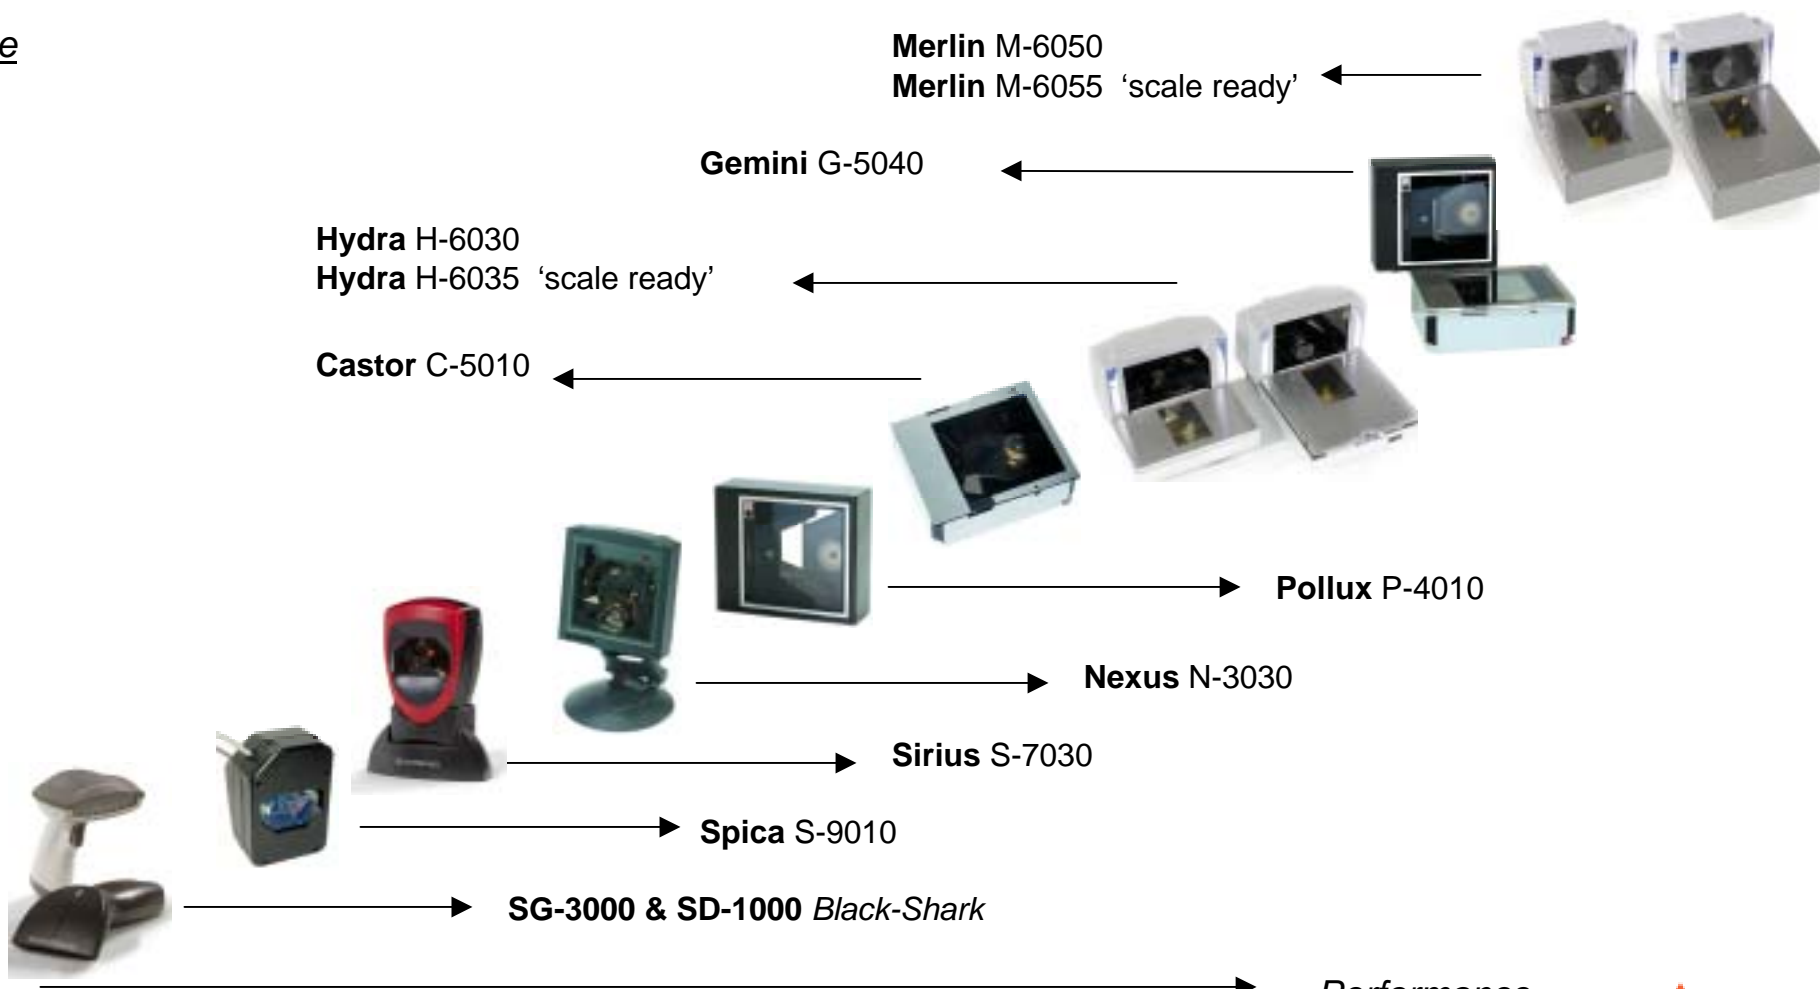 Merlin M-6050
Merlin M-6055 ‘scale ready’
Gemini G-5040
Hydra H-6030
Hydra H-6035 ‘scale ready’
Castor C-5010
Pollux P-4010
Nexus N-3030
Sirius S-7030
Spica S-9010
SG-3000 & SD-1000 Black-Shark
Performance